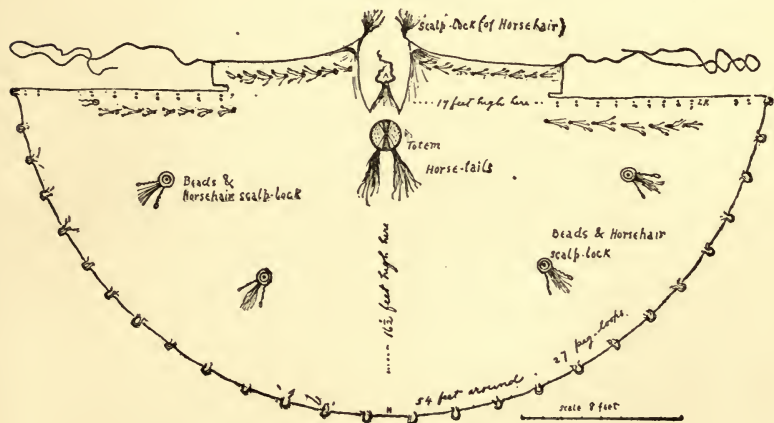 Scalp-lock (of Horsehair)
17 feet high here
Totem
Horse-tails
Beads &
Horsehair scalp-lock
Beads & Horsehair
scalp-lock
16½ feet high here
27 peg-loops.
54 feet around
Scale 8 feet